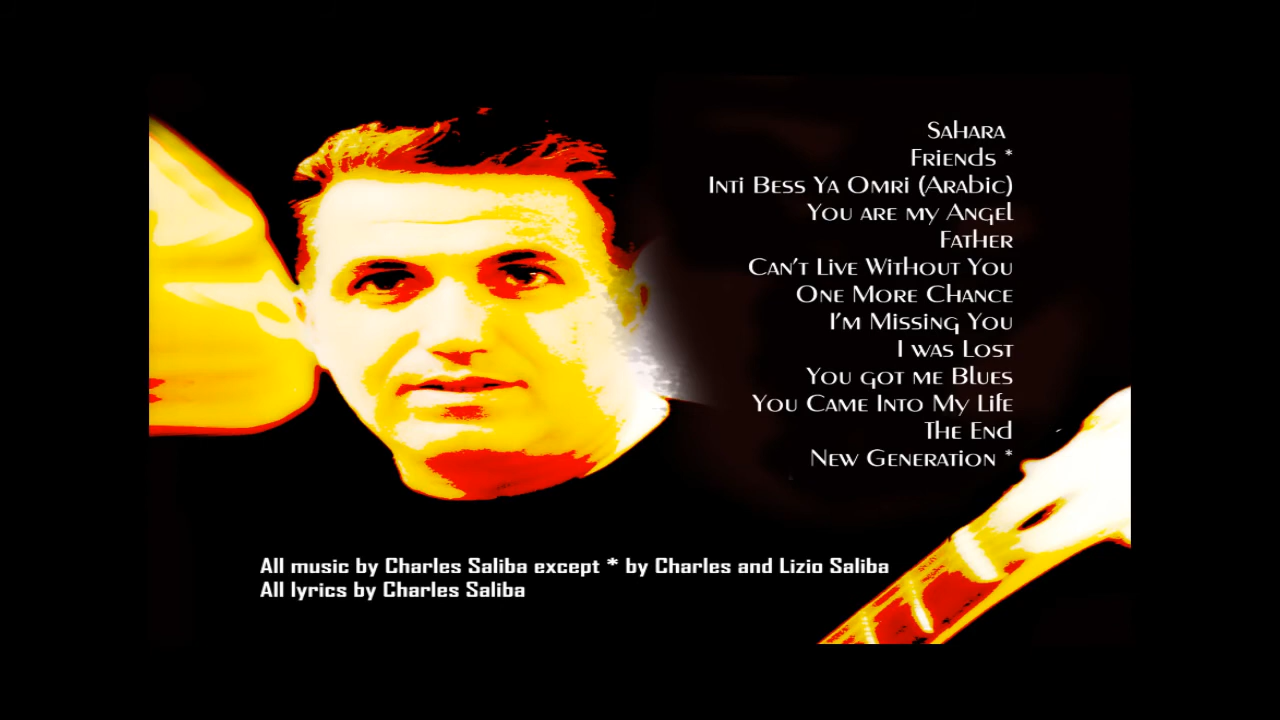 Sahara
Friends *
Inti Bess Ya Omri (Arabic)
You are my Angel
Father
Can't Live Without You
One More Chance
I'm Missing You
I was Lost
You got me Blues
You Came Into My Life
The End
New Generation *
All music by Charles Saliba except * by Charles and Lizio Saliba
All lyrics by Charles Saliba